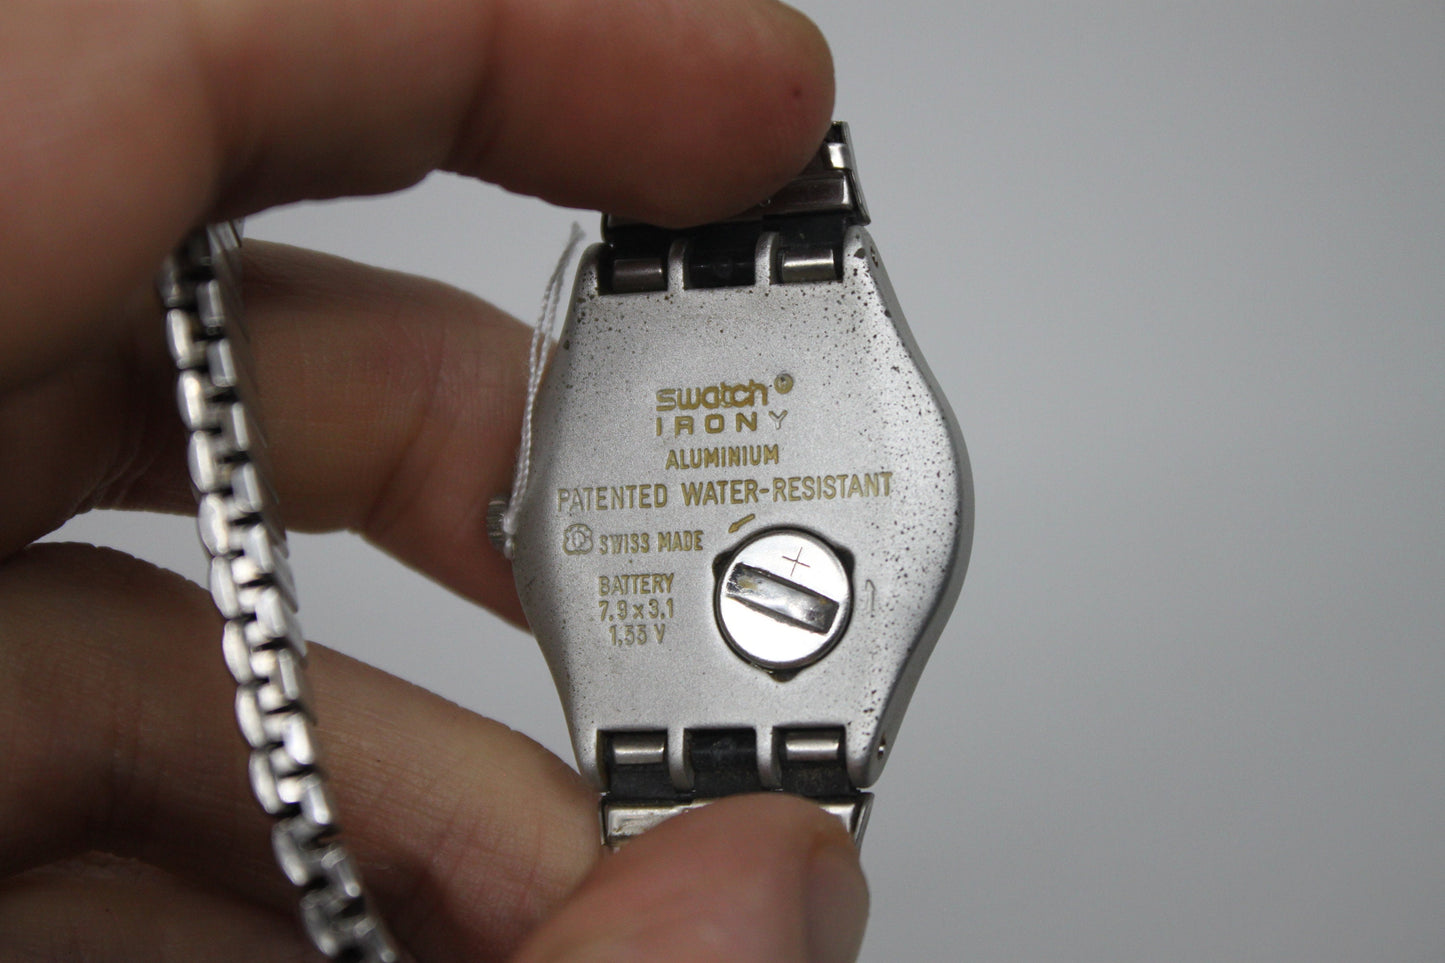 swatch
IRONY
ALUMINIUM
PATENTED WATER-RESISTANT
SWISS MADE
BATTERY
7.9 x 3.1
1,55 V
+